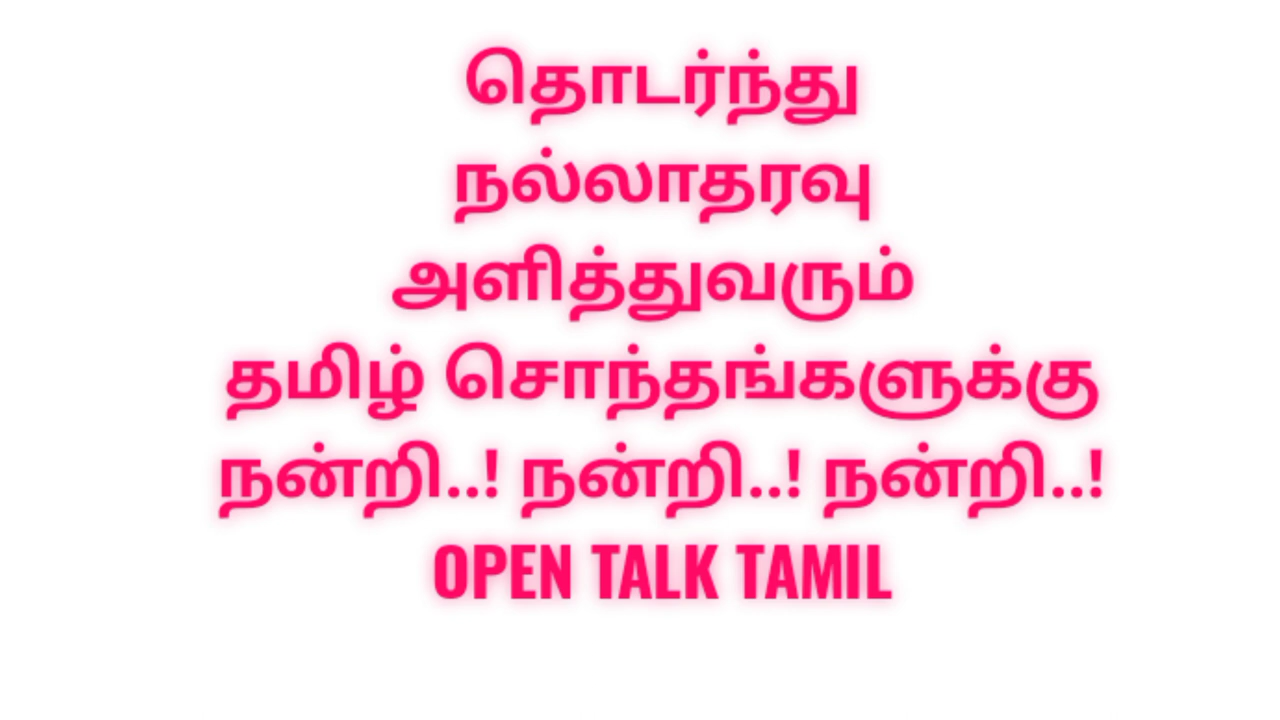 தொடர்ந்து
நல்லாதரவு
அளித்துவரும்
தமிழ் சொந்தங்களுக்கு
நன்றி..! நன்றி..! நன்றி..!
OPEN TALK TAMIL